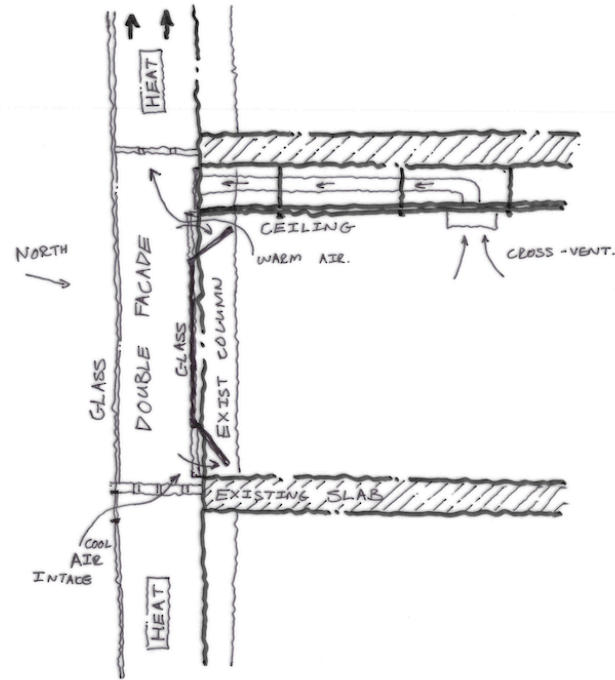 HEAT
CEILING
WARM AIR.
CROSS-VENT.
NORTH
GLASS
DOUBLE FACADE
GLASS
EXIST COLUMN
EXISTING SLAB
COOL
AIR
INTAKE
HEAT